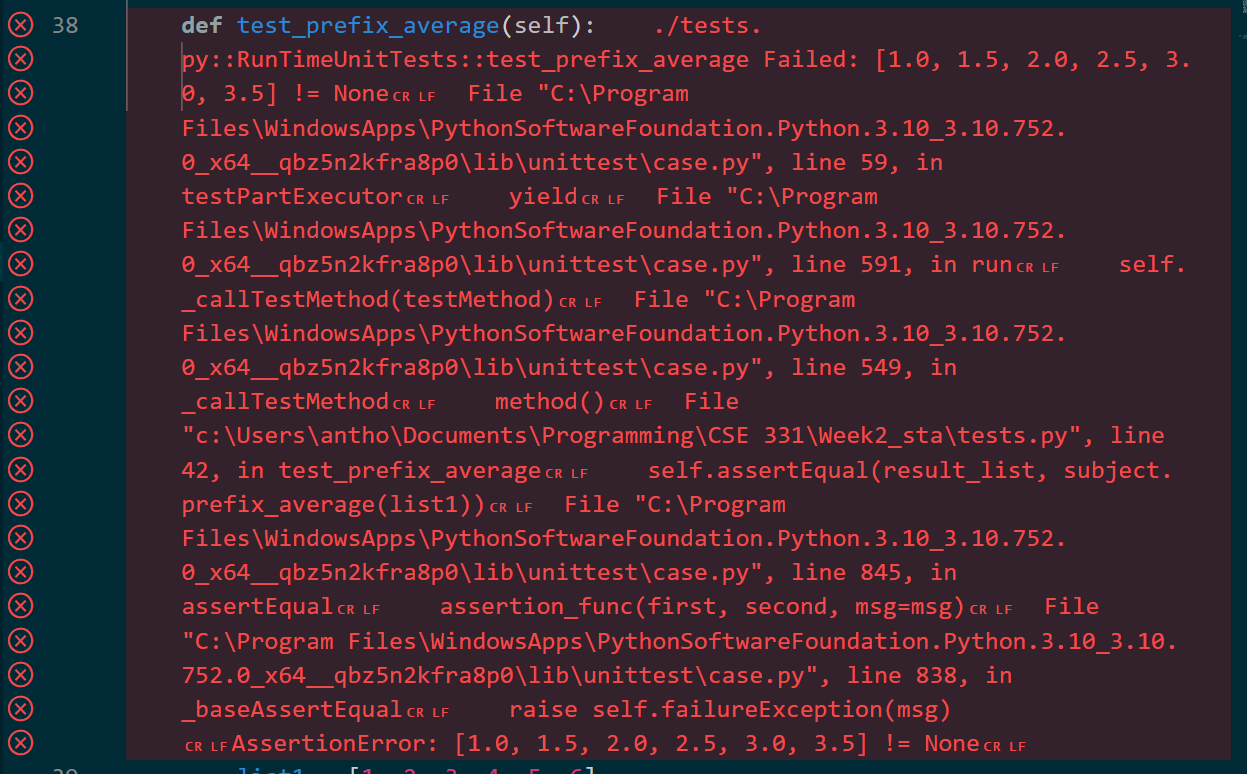 38 def test_prefix_average(self): ./tests.
py::RunTimeUnitTests::test_prefix_average Failed: [1.0, 1.5, 2.0, 2.5, 3.
0, 3.5] != None CR LF File "C:\Program
Files\WindowsApps\PythonSoftwareFoundation.Python.3.10_3.10.752.
0_x64__qbz5n2kfra8p0\lib\unittest\case.py", line 59, in
testPartExecutor CR LF yield CR LF File "C:\Program
Files\WindowsApps\PythonSoftwareFoundation.Python.3.10_3.10.752.
0_x64__qbz5n2kfra8p0\lib\unittest\case.py", line 591, in run CR LF self.
_callTestMethod(testMethod) CR LF File "C:\Program
Files\WindowsApps\PythonSoftwareFoundation.Python.3.10_3.10.752.
0_x64__qbz5n2kfra8p0\lib\unittest\case.py", line 549, in
_callTestMethod CR LF method() CR LF File
"c:\Users\antho\Documents\Programming\CSE 331\Week2_sta\tests.py", line
42, in test_prefix_average CR LF self.assertEqual(result_list, subject.
prefix_average(list1)) CR LF File "C:\Program
Files\WindowsApps\PythonSoftwareFoundation.Python.3.10_3.10.752.
0_x64__qbz5n2kfra8p0\lib\unittest\case.py", line 845, in
assertEqual CR LF assertion_func(first, second, msg=msg) CR LF File
"C:\Program Files\WindowsApps\PythonSoftwareFoundation.Python.3.10_3.10.
752.0_x64__qbz5n2kfra8p0\lib\unittest\case.py", line 838, in
_baseAssertEqual CR LF raise self.failureException(msg)
CR LF AssertionError: [1.0, 1.5, 2.0, 2.5, 3.0, 3.5] != None CR LF